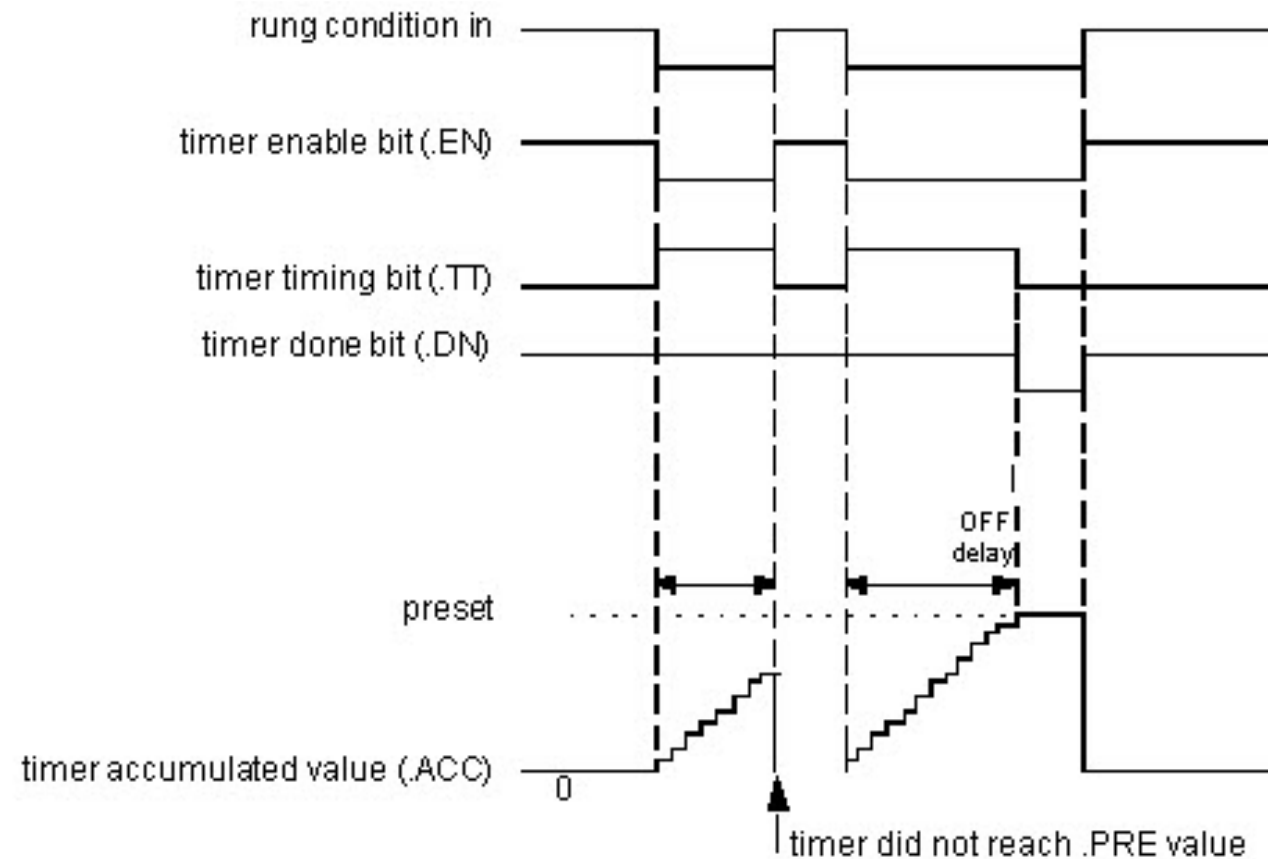 rung condition in
timer enable bit (.EN)
timer timing bit (.TT)
timer done bit (.DN)
OFF
delay
preset
timer accumulated value (.ACC)
0
timer did not reach .PRE value